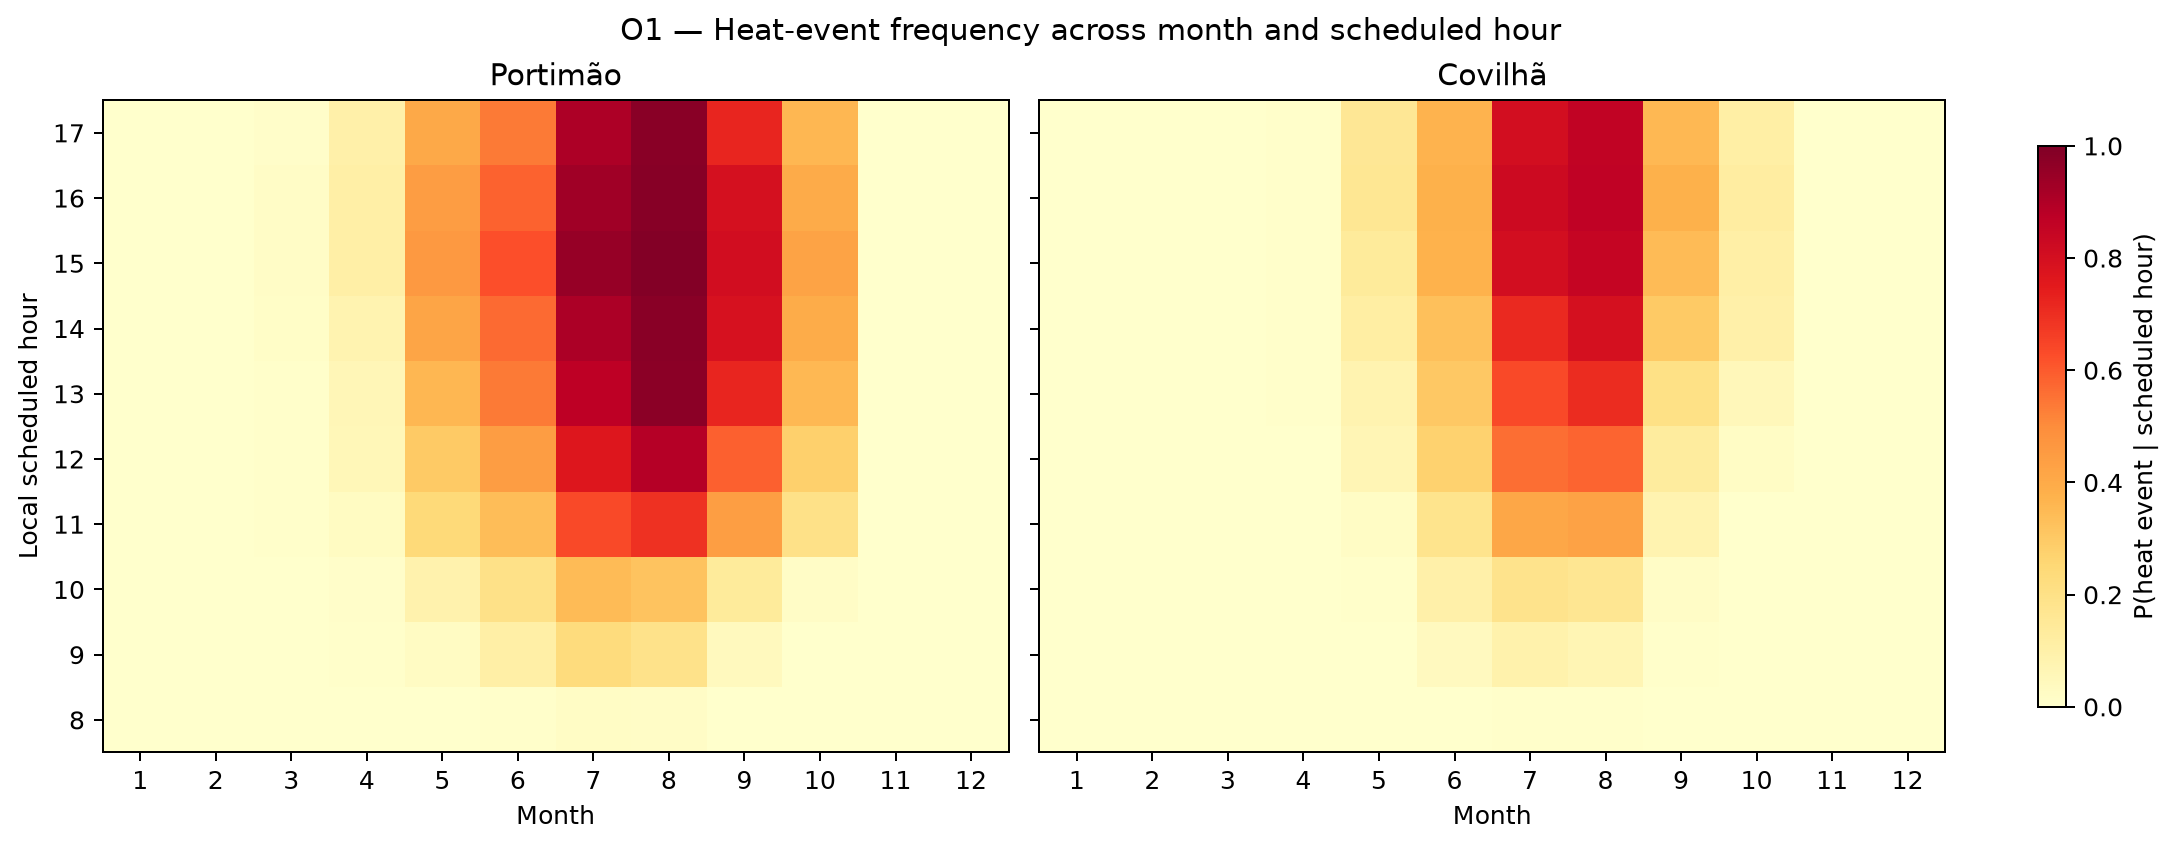 O1 — Heat-event frequency across month and scheduled hour
Portimão
Covilhã
Local scheduled hour
17
16
15
14
13
12
11
10
9
8
1 2 3 4 5 6 7 8 9 10 11 12
Month
1 2 3 4 5 6 7 8 9 10 11 12
Month
1.0
0.8
0.6
0.4
0.2
0.0
P(heat event | scheduled hour)